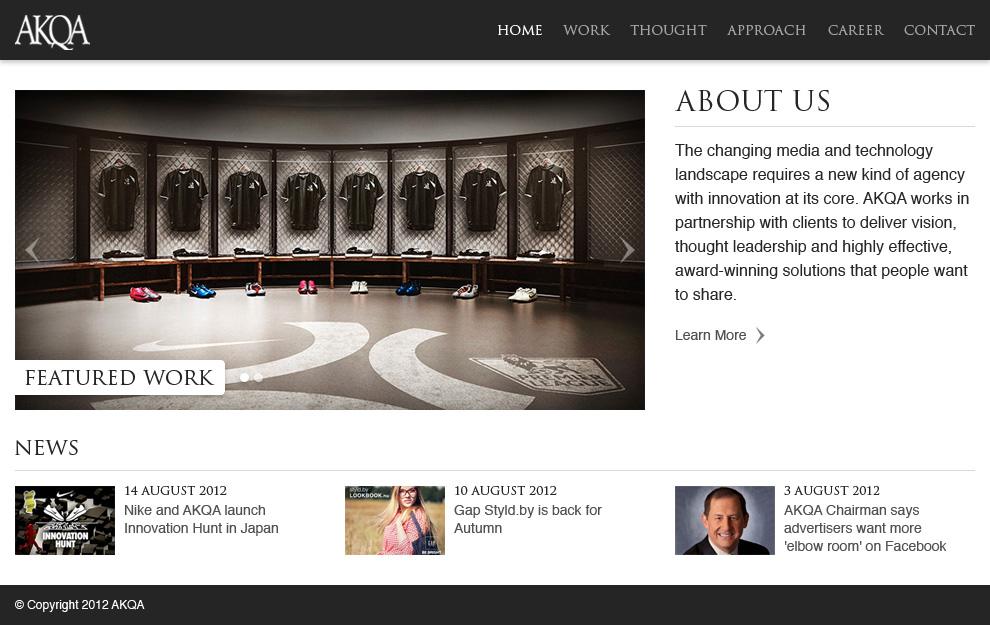 AKQA
HOME WORK THOUGHT APPROACH CAREER CONTACT
FEATURED WORK
ABOUT US
The changing media and technology
landscape requires a new kind of agency
with innovation at its core. AKQA works in
partnership with clients to deliver vision,
thought leadership and highly effective,
award-winning solutions that people want
to share.
Learn More
NEWS
INNOVATION
HUNT
14 AUGUST 2012
Nike and AKQA launch
Innovation Hunt in Japan
styld.by
LOOKBOOK.nu
GAP
BE BRIGHT
10 AUGUST 2012
Gap Styld.by is back for
Autumn
3 AUGUST 2012
AKQA Chairman says
advertisers want more
'elbow room' on Facebook
© Copyright 2012 AKQA